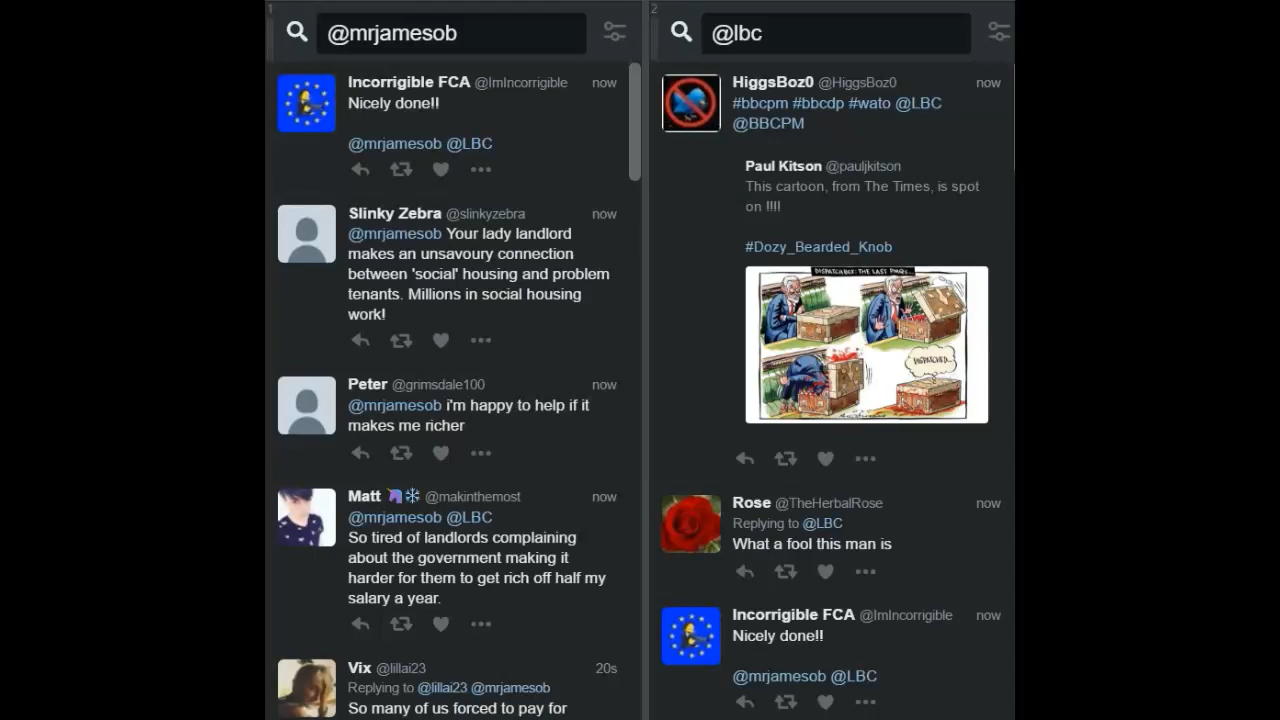 1
@mrjamesob
Incorrigible FCA @ImIncorrigible now
Nicely done!!
@mrjamesob @LBC
Slinky Zebra @slinkyzebra now
@mrjamesob Your lady landlord
makes an unsavoury connection
between 'social' housing and problem
tenants. Millions in social housing
work!
Peter @grimsdale100 now
@mrjamesob i'm happy to help if it
makes me richer
Matt 🦄❄ @makinthemost now
@mrjamesob @LBC
So tired of landlords complaining
about the government making it
harder for them to get rich off half my
salary a year.
Vix @lillai23 20s
Replying to @lillai23 @mrjamesob
So many of us forced to pay for
2
@lbc
HiggsBoz0 @HiggsBoz0 now
#bbcpm #bbcdp #wato @LBC
@BBCPM
Paul Kitson @pauljkitson
This cartoon, from The Times, is spot
on !!!!
#Dozy_Bearded_Knob
DISPATCH BOX: THE LAST PMQs...
DISPATCHED...
Rose @TheHerbalRose now
Replying to @LBC
What a fool this man is
Incorrigible FCA @ImIncorrigible now
Nicely done!!
@mrjamesob @LBC